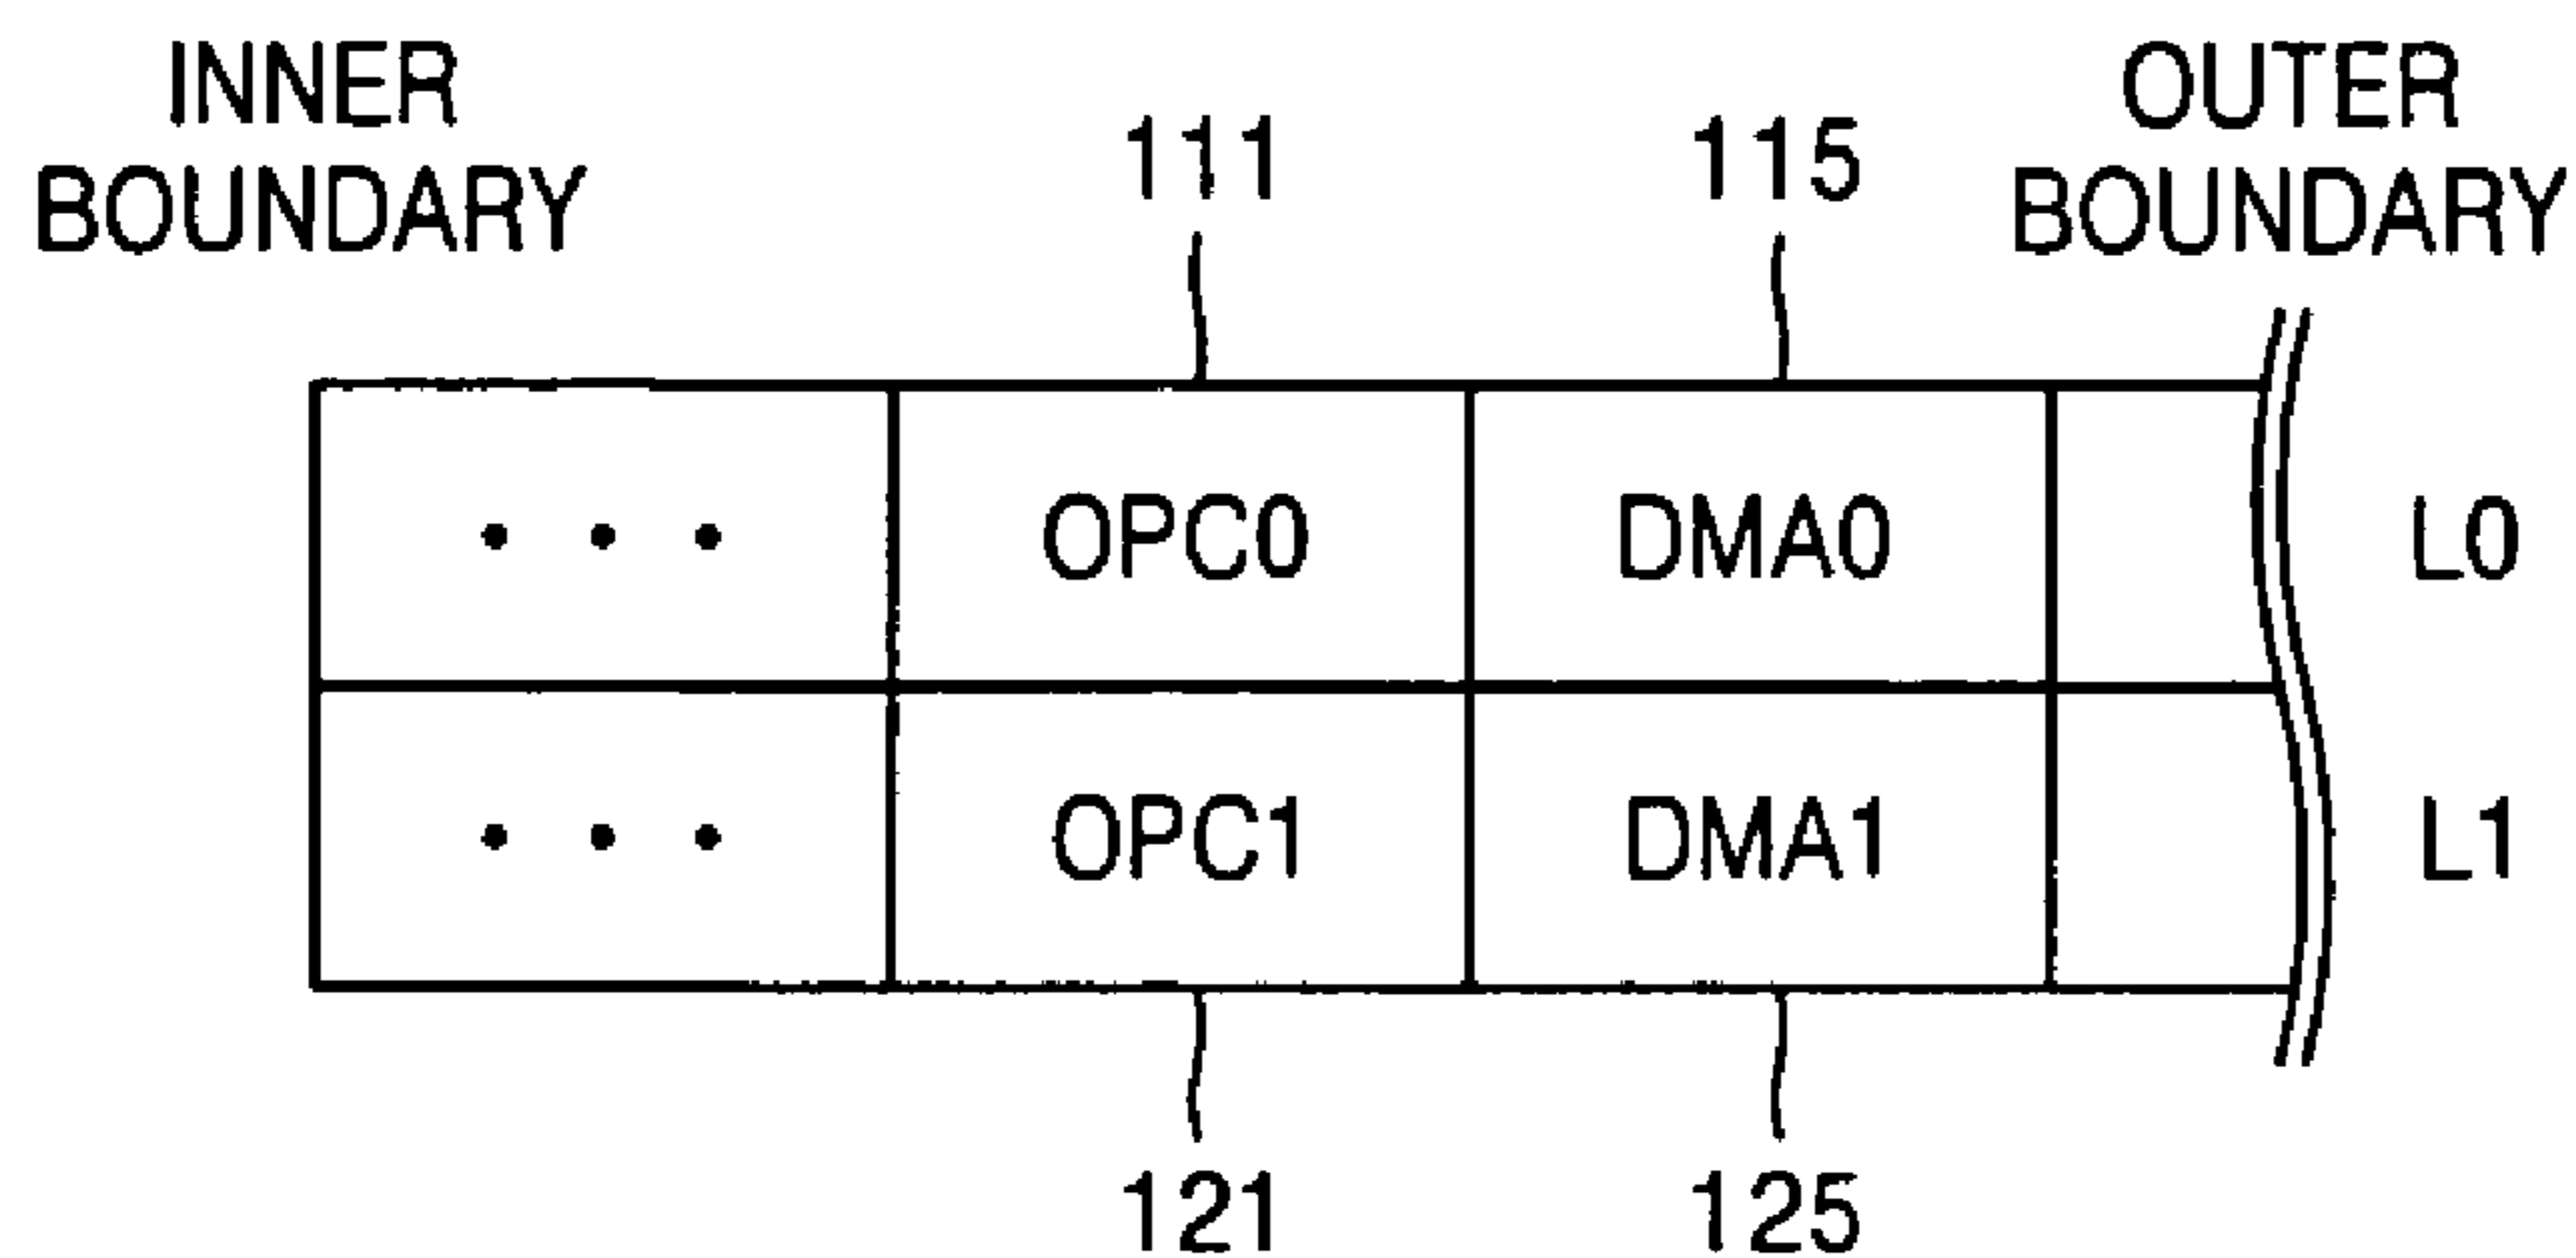 INNER
BOUNDARY
111
115
OUTER
BOUNDARY
• • •
OPC0
DMA0
L0
• • •
OPC1
DMA1
L1
121
125